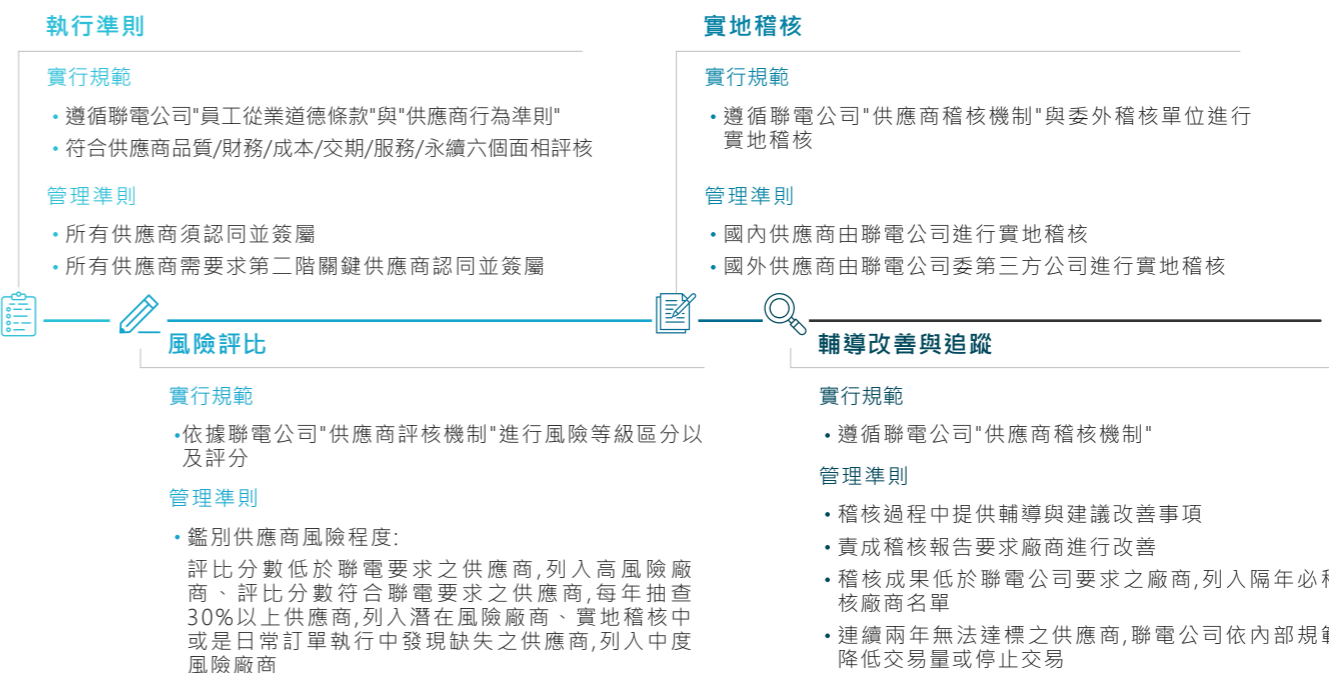 執行準則
實行規範
•遵循聯電公司"員工從業道德條款"與"供應商行為準則"
•符合供應商品質/財務/成本/交期/服務/永續六個面相評核
管理準則
•所有供應商須認同並簽屬
•所有供應商需要求第二階關鍵供應商認同並簽屬
風險評比
實行規範
•依據聯電公司"供應商評核機制"進行風險等級區分以
及評分
管理準則
•鑑別供應商風險程度:
評比分數低於聯電要求之供應商,列入高風險廠
商、評比分數符合聯電要求之供應商,每年抽查
30%以上供應商,列入潛在風險廠商、實地稽核中
或是日常訂單執行中發現缺失之供應商,列入中度
風險廠商
實地稽核
實行規範
•遵循聯電公司"供應商稽核機制"與委外稽核單位進行
實地稽核
管理準則
•國內供應商由聯電公司進行實地稽核
•國外供應商由聯電公司委第三方公司進行實地稽核
輔導改善與追蹤
實行規範
•遵循聯電公司"供應商稽核機制"
管理準則
•稽核過程中提供輔導與建議改善事項
•責成稽核報告要求廠商進行改善
•稽核成果低於聯電公司要求之廠商,列入隔年必稽
核廠商名單
•連續兩年無法達標之供應商,聯電公司依內部規範
降低交易量或停止交易